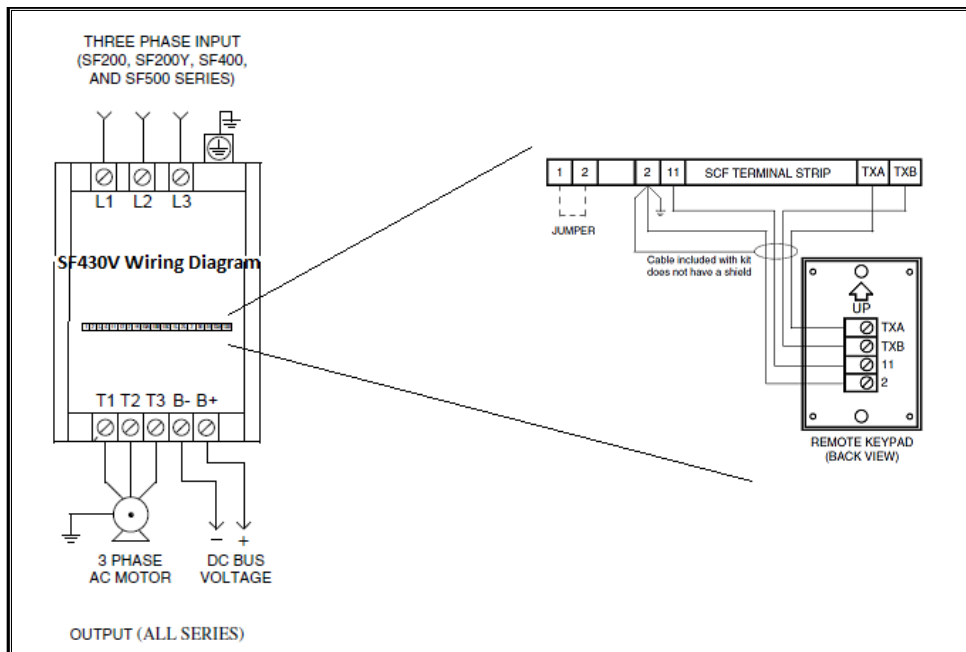 THREE PHASE INPUT
(SF200, SF200Y, SF400,
AND SF500 SERIES)
L1 L2 L3
SF430V Wiring Diagram
T1 T2 T3 B- B+
3 PHASE
AC MOTOR
− +
DC BUS
VOLTAGE
OUTPUT (ALL SERIES)
1 2 2 11 SCF TERMINAL STRIP TXA TXB
JUMPER
Cable included with kit
does not have a shield
UP
TXA
TXB
11
2
REMOTE KEYPAD
(BACK VIEW)